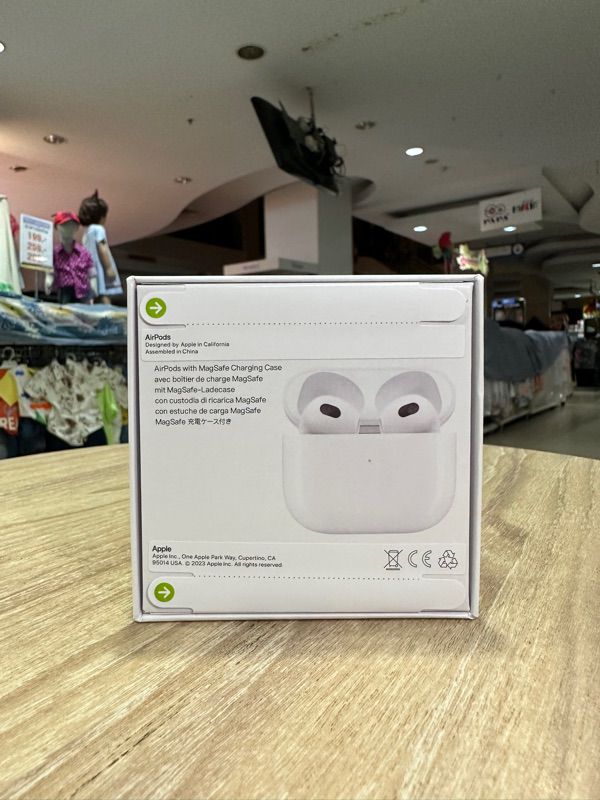 199.-
259.-
AirPods
Designed by Apple in California
Assembled in China
AirPods with MagSafe Charging Case
avec boîtier de charge MagSafe
mit MagSafe-Ladecase
con custodia di ricarica MagSafe
con estuche de carga MagSafe
MagSafe 充電ケース付き
Apple
Apple Inc., One Apple Park Way, Cupertino, CA
95014 USA. © 2023 Apple Inc. All rights reserved
CE